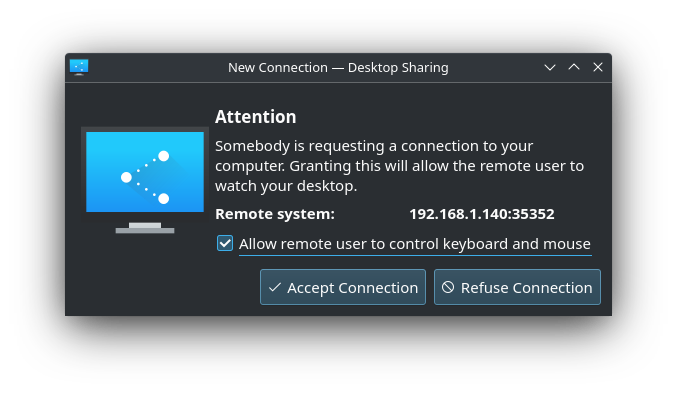 New Connection — Desktop Sharing
Attention
Somebody is requesting a connection to your
computer. Granting this will allow the remote user to
watch your desktop.
Remote system: 192.168.1.140:35352
Allow remote user to control keyboard and mouse
Accept Connection Refuse Connection